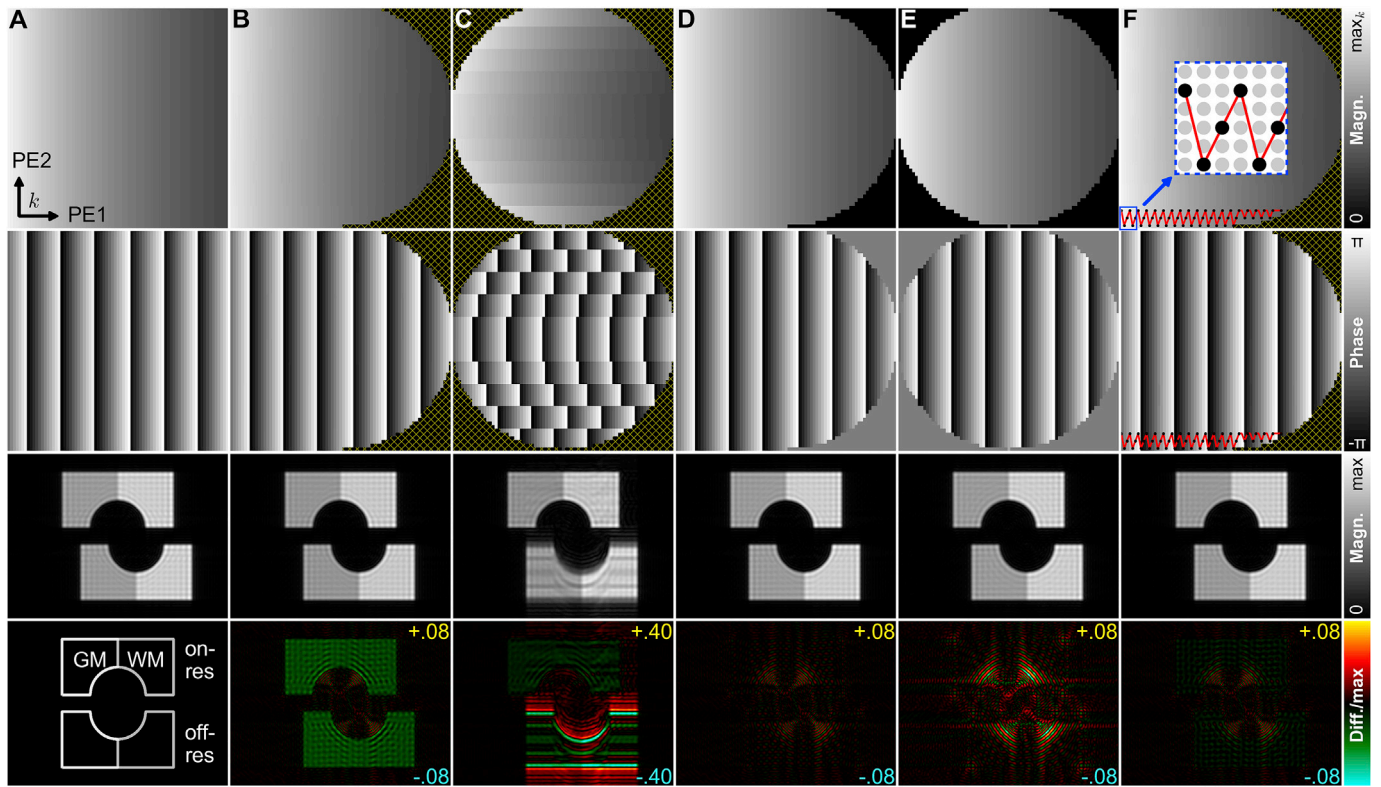 A
B
C
D
E
F
PE2
k
PE1
max_k
Magn.
0
π
Phase
-π
max
Magn.
0
GM WM
on-
res
off-
res
+.08
-.08
+.40
-.40
+.08
-.08
+.08
-.08
+.08
-.08
Diff./max